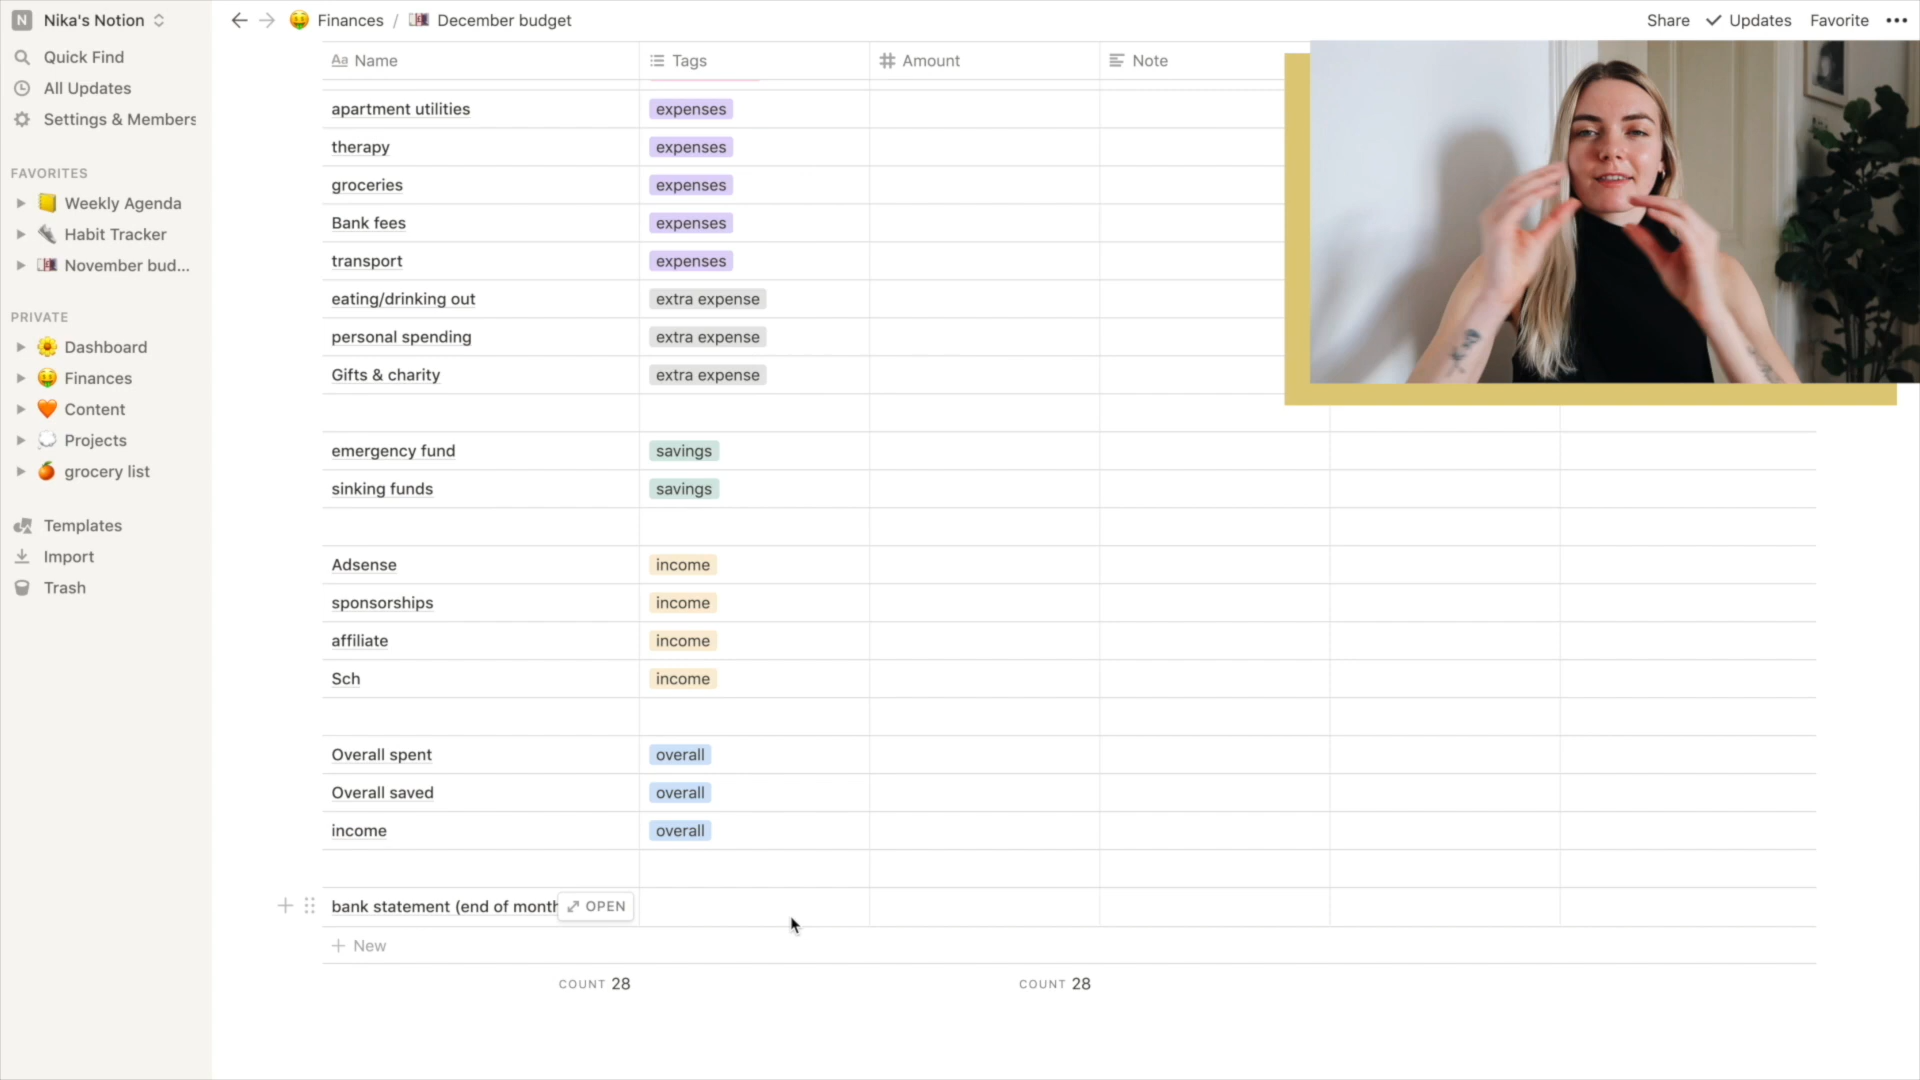 N Nika's Notion
Quick Find
All Updates
Settings & Members
FAVORITES
Weekly Agenda
Habit Tracker
November bud...
PRIVATE
Dashboard
Finances
Content
Projects
grocery list
Templates
Import
Trash
Finances / December budget
Share Updates Favorite
Aa Name Tags # Amount Note
apartment utilities expenses
therapy expenses
groceries expenses
Bank fees expenses
transport expenses
eating/drinking out extra expense
personal spending extra expense
Gifts & charity extra expense
emergency fund savings
sinking funds savings
Adsense income
sponsorships income
affiliate income
Sch income
Overall spent overall
Overall saved overall
income overall
bank statement (end of month OPEN
+ New
COUNT 28 COUNT 28